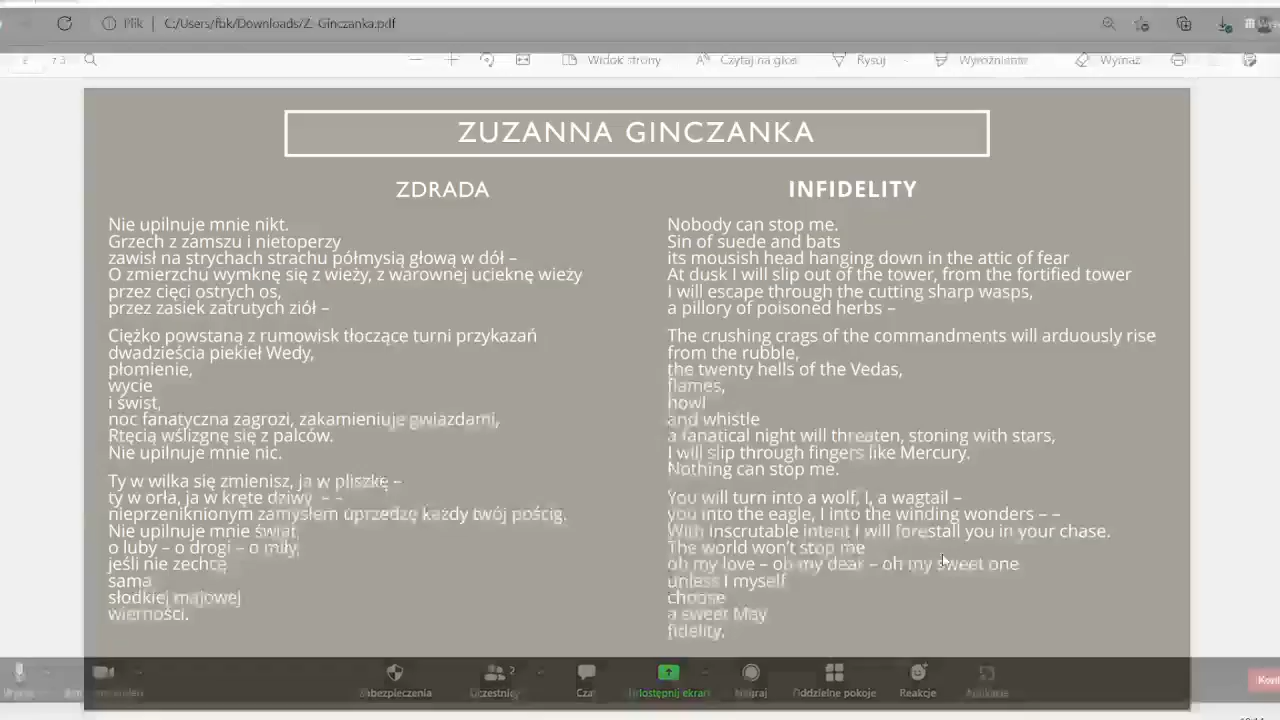 Plik C:/Users/fbk/Downloads/Z. Ginczanka.pdf
z 3 Widok strony Czytaj na głos Rysuj Wyróżnianie Wymaż
ZUZANNA GINCZANKA
ZDRADA
Nie upilnuje mnie nikt.
Grzech z zamszu i nietoperzy
zawisł na strychach strachu półmysią głową w dół –
O zmierzchu wymknę się z wieży, z warownej ucieknę wieży
przez cięci ostrych os,
przez zasiek zatrutych ziół –
Ciężko powstaną z rumowisk tłoczące turni przykazań
dwadzieścia piekieł Wedy,
płomienie,
wycie
i świst,
noc fanatyczna zagrozi, zakamieniuje gwiazdami,
Rtęcią wślizgnę się z palców.
Nie upilnuje mnie nic.
Ty w wilka się zmienisz, ja w pliszkę –
ty w orła, ja w kręte dziwy – –
nieprzeniknionym zamysłem uprzedzę każdy twój pościg.
Nie upilnuje mnie świat,
o luby – o drogi – o miły,
jeśli nie zechcę
sama
słodkiej majowej
wierności.
INFIDELITY
Nobody can stop me.
Sin of suede and bats
its mousish head hanging down in the attic of fear
At dusk I will slip out of the tower, from the fortified tower
I will escape through the cutting sharp wasps,
a pillory of poisoned herbs –
The crushing crags of the commandments will arduously rise
from the rubble,
the twenty hells of the Vedas,
flames,
howl
and whistle
a fanatical night will threaten, stoning with stars,
I will slip through fingers like Mercury.
Nothing can stop me.
You will turn into a wolf, I, a wagtail –
you into the eagle, I into the winding wonders – –
With inscrutable intent I will forestall you in your chase.
The world won't stop me
oh my love – oh my dear – oh my sweet one
unless I myself
choose
a sweet May
fidelity.
Zabezpieczenia Uczestnicy 2 Czat Udostępnij ekran Nagraj Oddzielne pokoje Reakcje Aplikacje